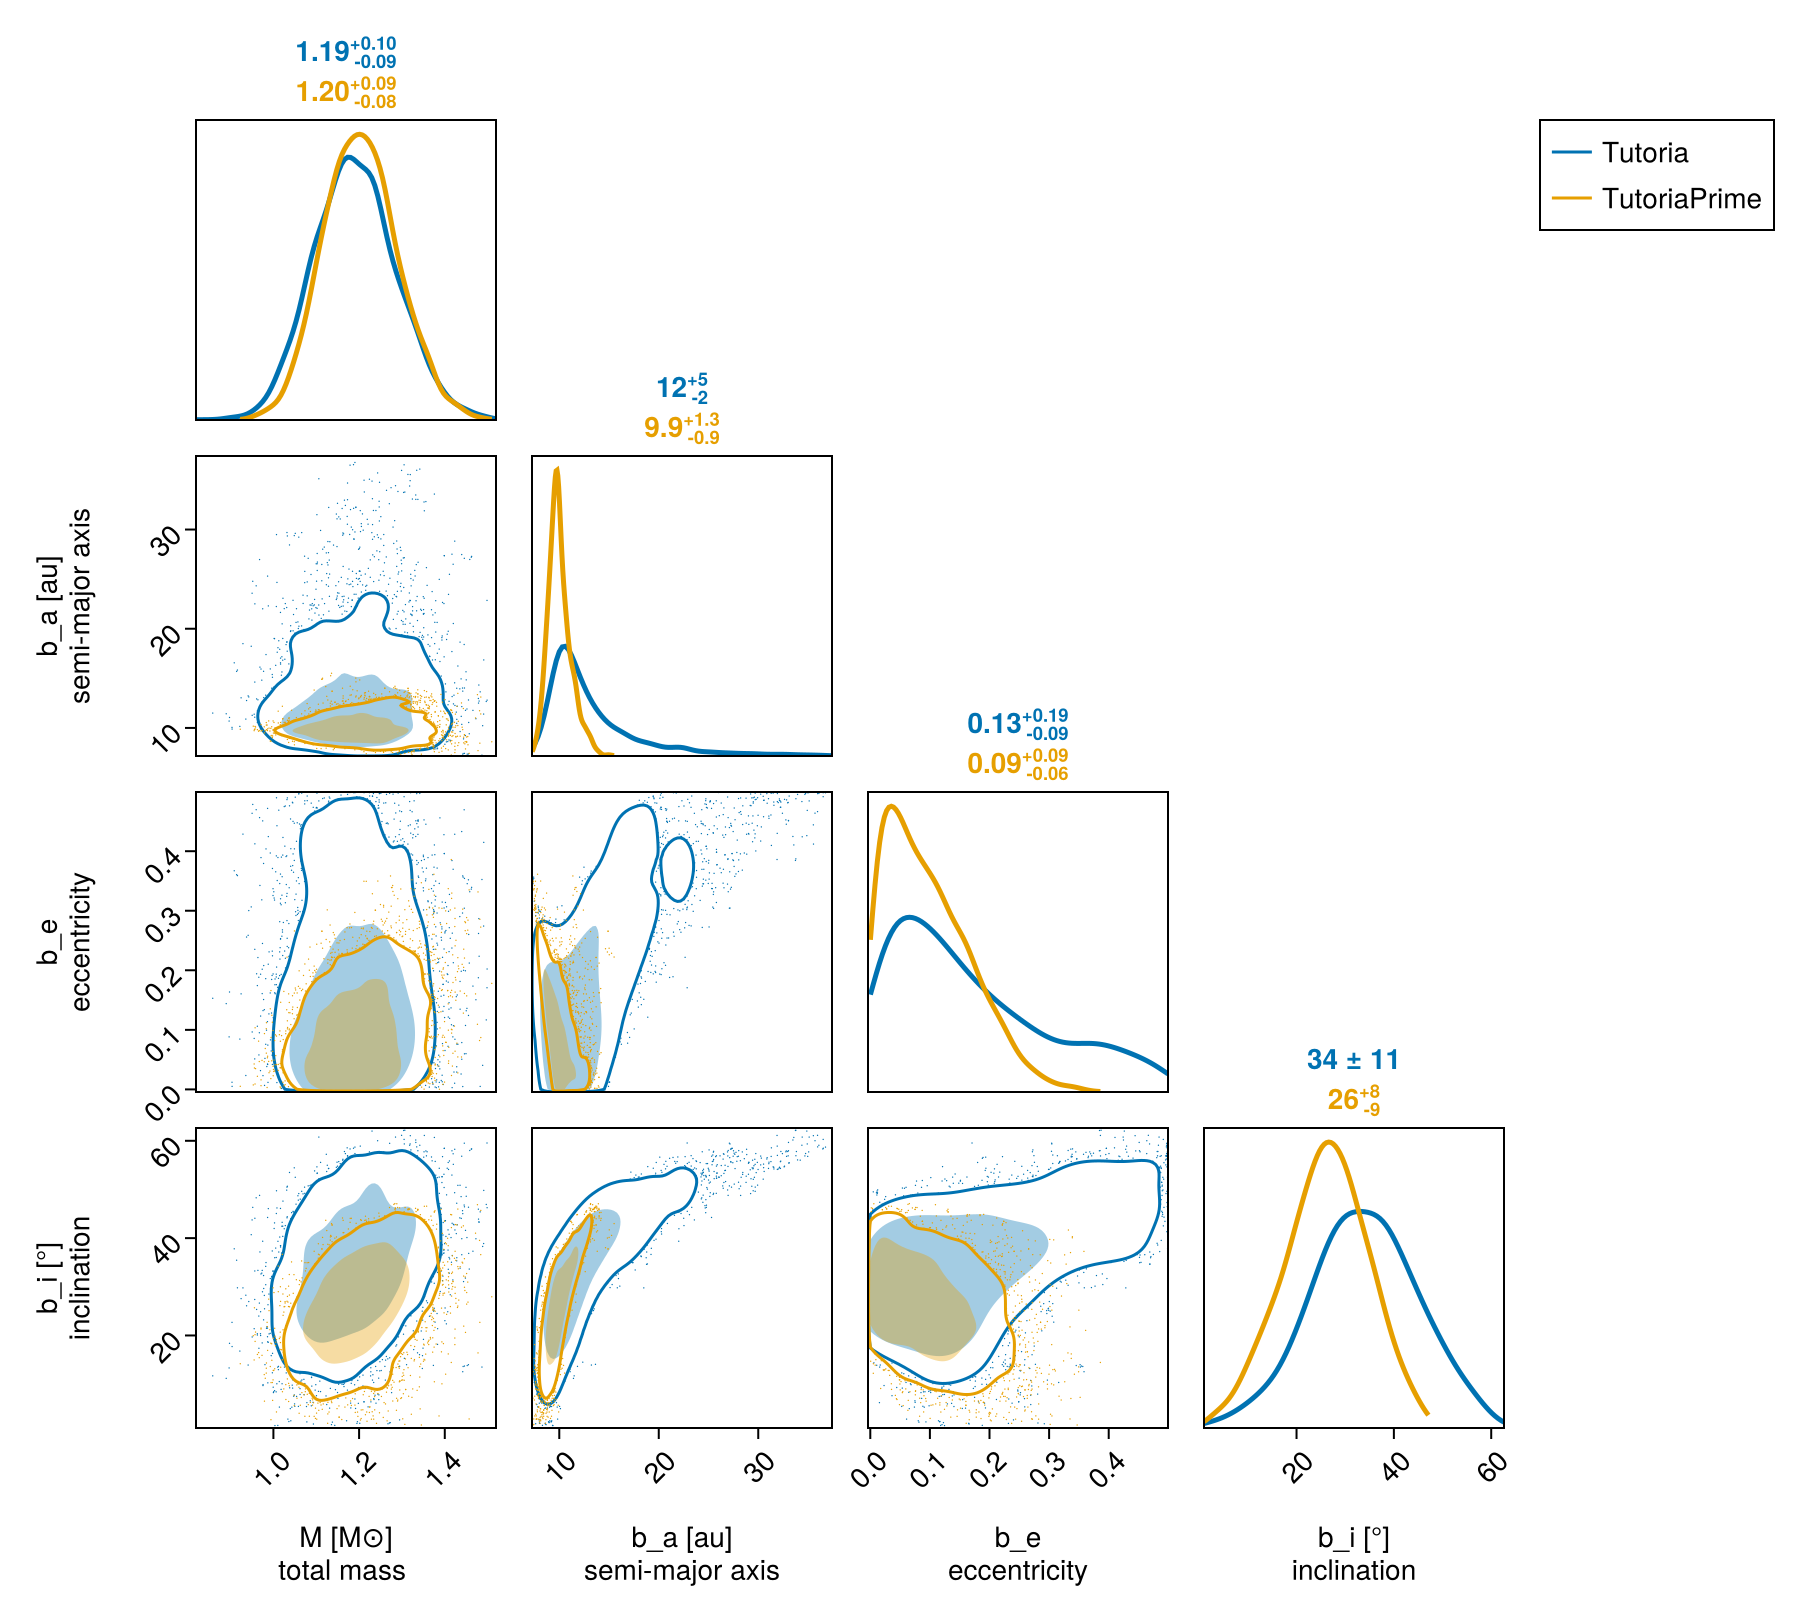 1.19+0.10-0.09
1.20+0.09-0.08
Tutoria
TutoriaPrime
12+5-2
9.9+1.3-0.9
b_a [au]
semi-major axis
30
20
10
0.13+0.19-0.09
0.09+0.09-0.06
b_e
eccentricity
0.4
0.3
0.2
0.1
0.0
34 ± 11
26+8-9
b_i [°]
inclination
60
40
20
1.0 1.2 1.4
10 20 30
0.0 0.1 0.2 0.3 0.4
20 40 60
M [M⊙]
total mass
b_a [au]
semi-major axis
b_e
eccentricity
b_i [°]
inclination